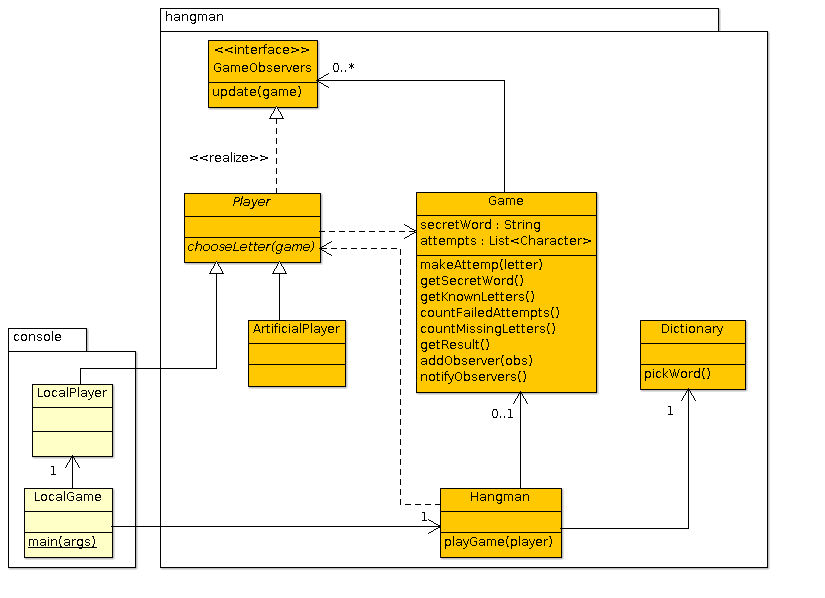 hangman
<<interface>>
GameObservers
update(game)
0..*
<<realize>>
Player
chooseLetter(game)
Game
secretWord : String
attempts : List<Character>
makeAttemp(letter)
getSecretWord()
getKnownLetters()
countFailedAttempts()
countMissingLetters()
getResult()
addObserver(obs)
notifyObservers()
ArtificialPlayer
Dictionary
pickWord()
console
LocalPlayer
1
LocalGame
main(args)
0..1
1
1
Hangman
playGame(player)